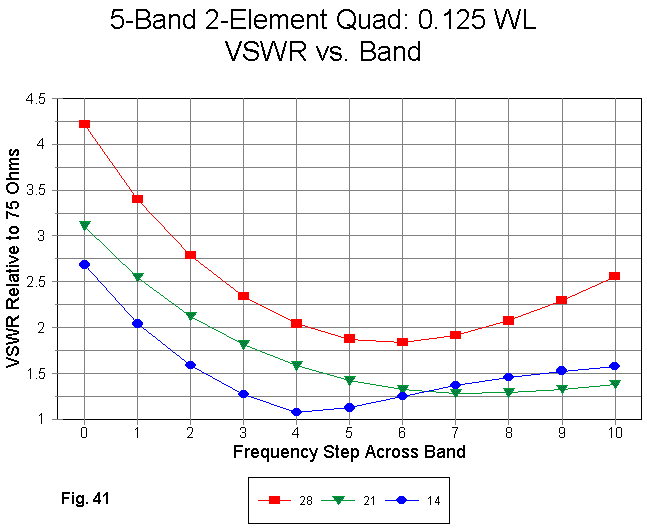 5-Band 2-Element Quad: 0.125 WL
VSWR vs. Band
VSWR Relative to 75 Ohms
4.5
4
3.5
3
2.5
2
1.5
1
0 1 2 3 4 5 6 7 8 9 10
Frequency Step Across Band
Fig. 41
28 21 14